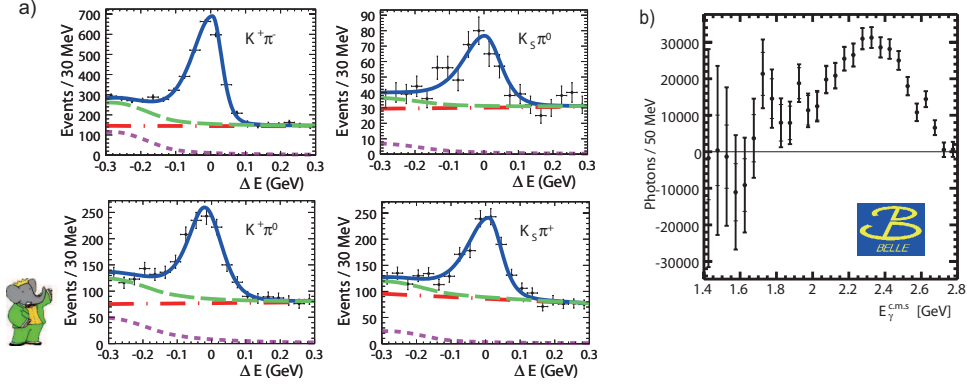 a)
K⁺π⁻
Events / 30 MeV
700
600
500
400
300
200
100
0
-0.3 -0.2 -0.1 0 0.1 0.2 0.3
Δ E (GeV)
K_S π⁰
Events / 30 MeV
90
80
70
60
50
40
30
20
10
0
-0.3 -0.2 -0.1 0 0.1 0.2 0.3
Δ E (GeV)
K⁺π⁰
Events / 30 MeV
250
200
150
100
50
0
-0.3 -0.2 -0.1 0 0.1 0.2 0.3
Δ E (GeV)
K_S π⁺
Events / 30 MeV
250
200
150
100
50
0
-0.3 -0.2 -0.1 0 0.1 0.2 0.3
Δ E (GeV)
b)
Photons / 50 MeV
30000
20000
10000
0
-10000
-20000
-30000
1.4 1.6 1.8 2 2.2 2.4 2.6 2.8
E_γ^c.m.s [GeV]
B
BELLE